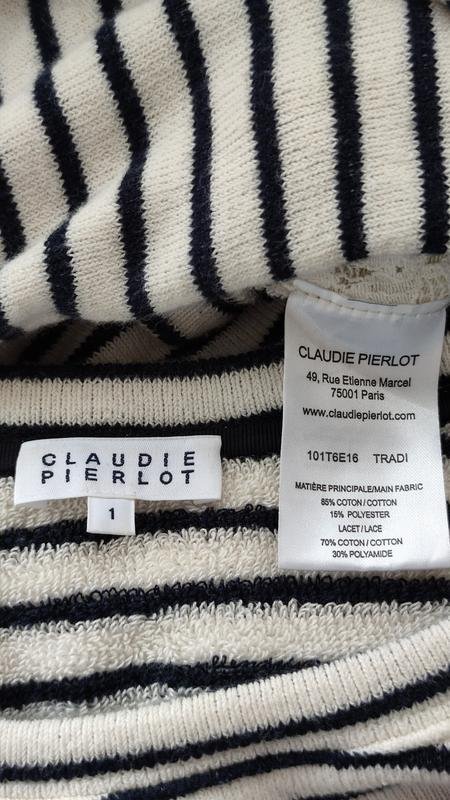 CLAUDIE PIERLOT
49, Rue Etienne Marcel
75001 Paris
www.claudiepierlot.com
101T6E16 TRADI
MATIÈRE PRINCIPALE/MAIN FABRIC
85% COTON / COTTON
15% POLYESTER
LACET / LACE
70% COTON / COTTON
30% POLYAMIDE
CLAUDIE
PIERLOT
1